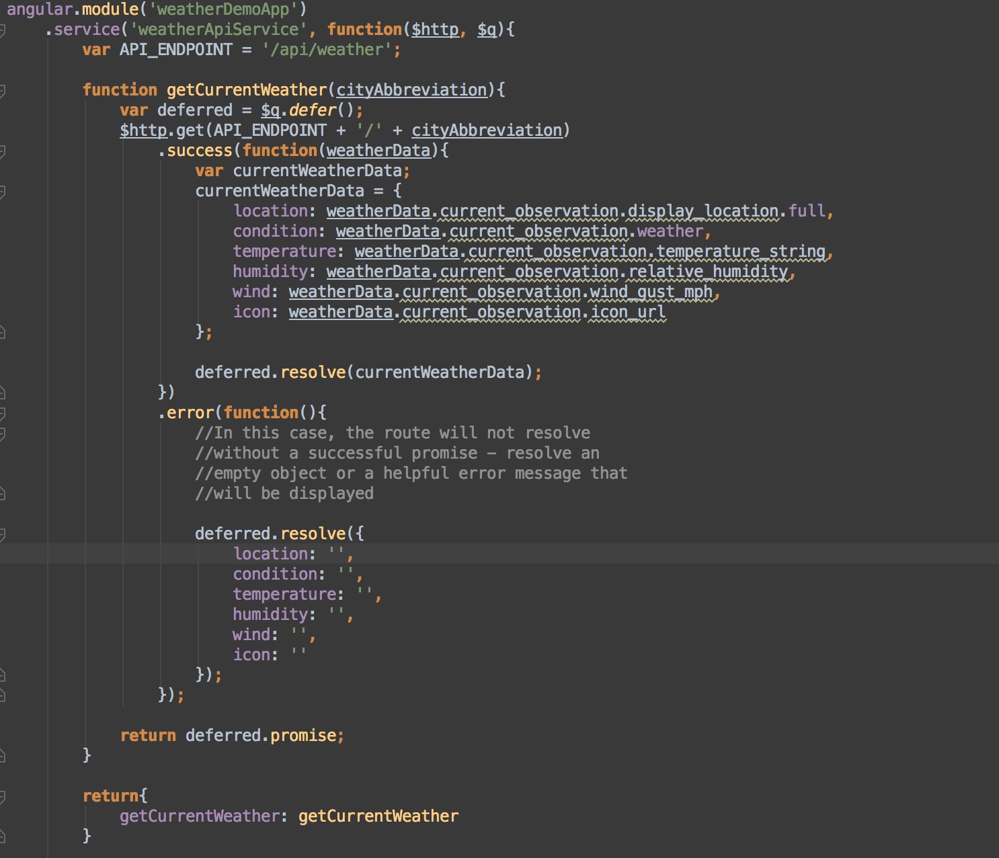 angular.module('weatherDemoApp')
    .service('weatherApiService', function($http, $q){
        var API_ENDPOINT = '/api/weather';

        function getCurrentWeather(cityAbbreviation){
            var deferred = $q.defer();
            $http.get(API_ENDPOINT + '/' + cityAbbreviation)
                .success(function(weatherData){
                    var currentWeatherData;
                    currentWeatherData = {
                        location: weatherData.current_observation.display_location.full,
                        condition: weatherData.current_observation.weather,
                        temperature: weatherData.current_observation.temperature_string,
                        humidity: weatherData.current_observation.relative_humidity,
                        wind: weatherData.current_observation.wind_gust_mph,
                        icon: weatherData.current_observation.icon_url
                    };

                    deferred.resolve(currentWeatherData);
                })
                .error(function(){
                    //In this case, the route will not resolve
                    //without a successful promise – resolve an
                    //empty object or a helpful error message that
                    //will be displayed

                    deferred.resolve({
                        location: '',
                        condition: '',
                        temperature: '',
                        humidity: '',
                        wind: '',
                        icon: ''
                    });
                });

            return deferred.promise;
        }

        return{
            getCurrentWeather: getCurrentWeather
        }